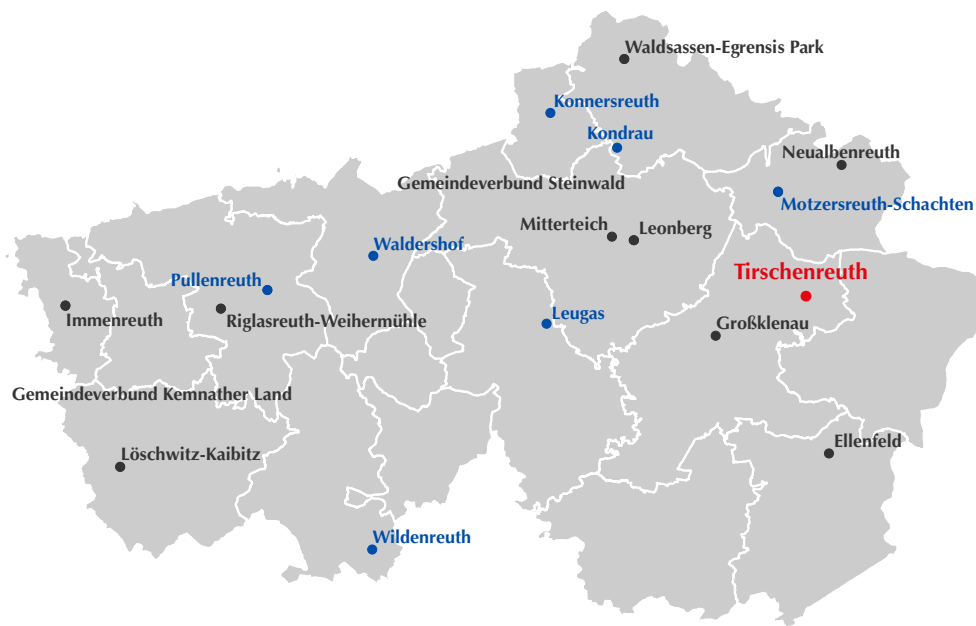 Waldsassen-Egrensis Park
Konnersreuth
Kondrau
Neualbenreuth
Gemeindeverbund Steinwald
Motzersreuth-Schachten
Mitterteich
Leonberg
Waldershof
Tirschenreuth
Pullenreuth
Immenreuth
Riglasreuth-Weihermühle
Leugas
Großklenau
Gemeindeverbund Kemnather Land
Ellenfeld
Löschwitz-Kaibitz
Wildenreuth